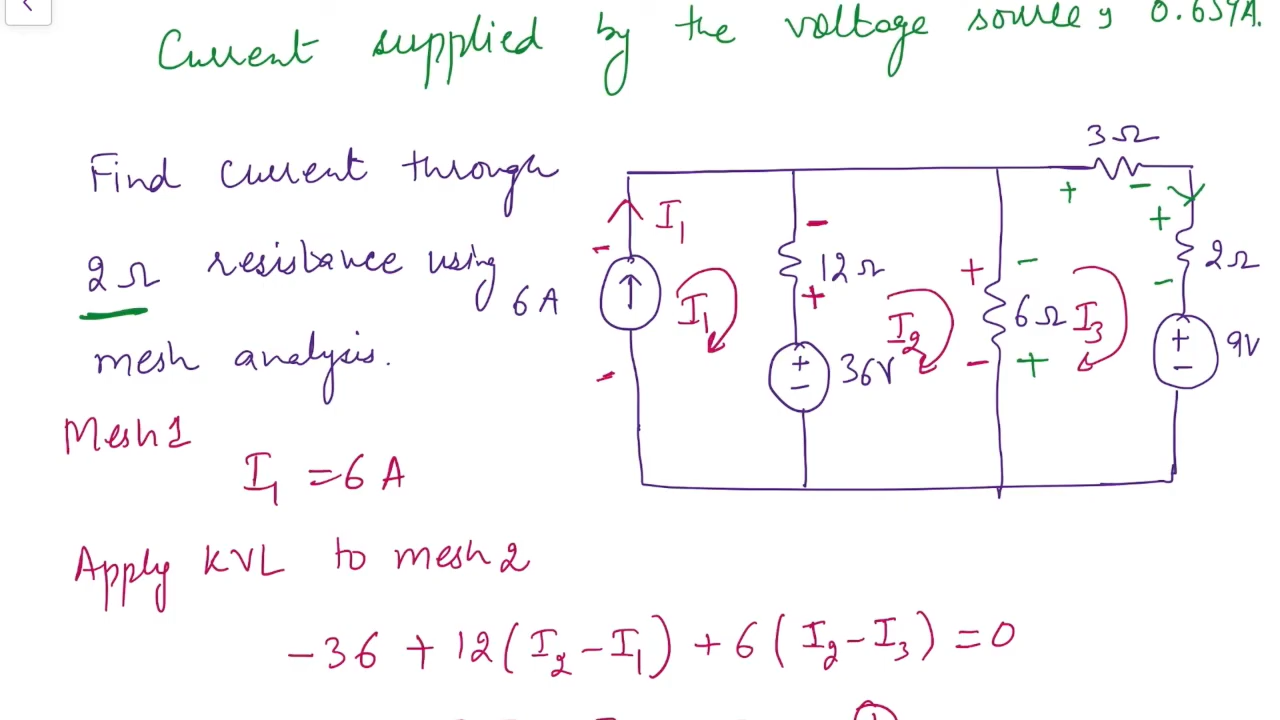 Current supplied by the voltage source 0.659A.
Find current through
2Ω resistance using
mesh analysis.
3Ω
+ -
I₁
6A
I₁
-
-
-
12Ω
+
+
-
36V
I₂
+
-
-
6Ω
+
I₃
+
-
2Ω
+
-
9V
Mesh 1
I₁ = 6 A
Apply KVL to mesh 2
-36 + 12(I₂ - I₁) + 6(I₂ - I₃) = 0